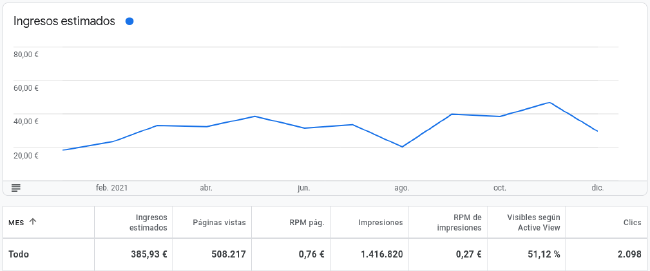 Ingresos estimados
80,00 €
60,00 €
40,00 €
20,00 €
feb. 2021 abr. jun. ago. oct. dic.
MES Ingresos estimados Páginas vistas RPM pág. Impresiones RPM de impresiones Visibles según Active View Clics
Todo 385,93 € 508.217 0,76 € 1.416.820 0,27 € 51,12 % 2.098